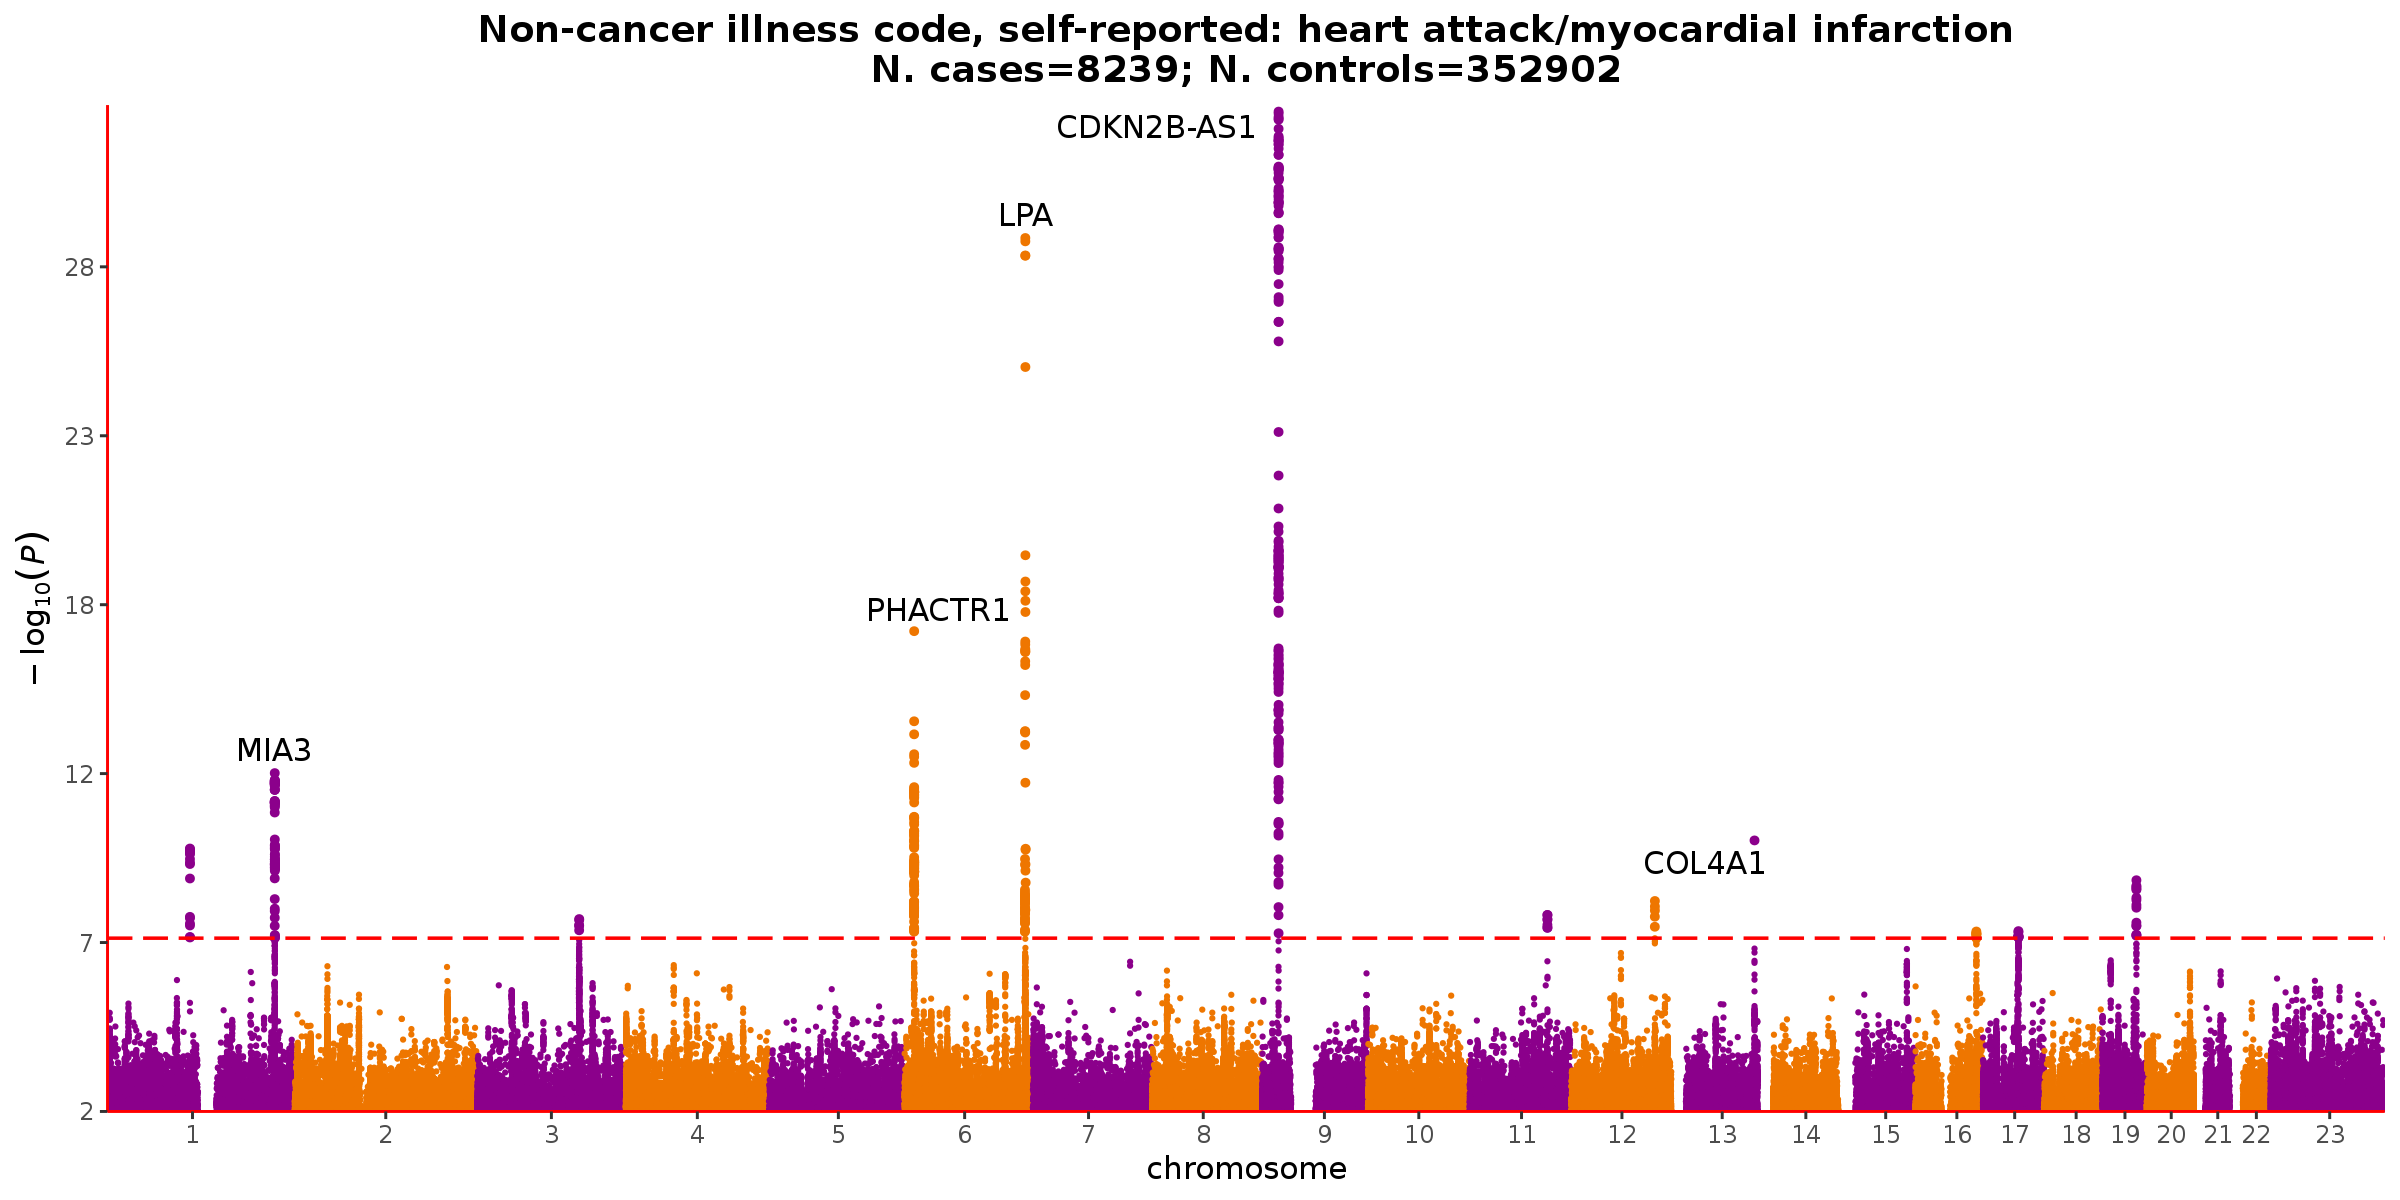 Non-cancer illness code, self-reported: heart attack/myocardial infarction
N. cases=8239; N. controls=352902
CDKN2B-AS1
LPA
PHACTR1
MIA3
COL4A1
28
23
18
12
7
2
−log₁₀(P)
1 2 3 4 5 6 7 8 9 10 11 12 13 14 15 16 17 18 19 20 21 22 23
chromosome